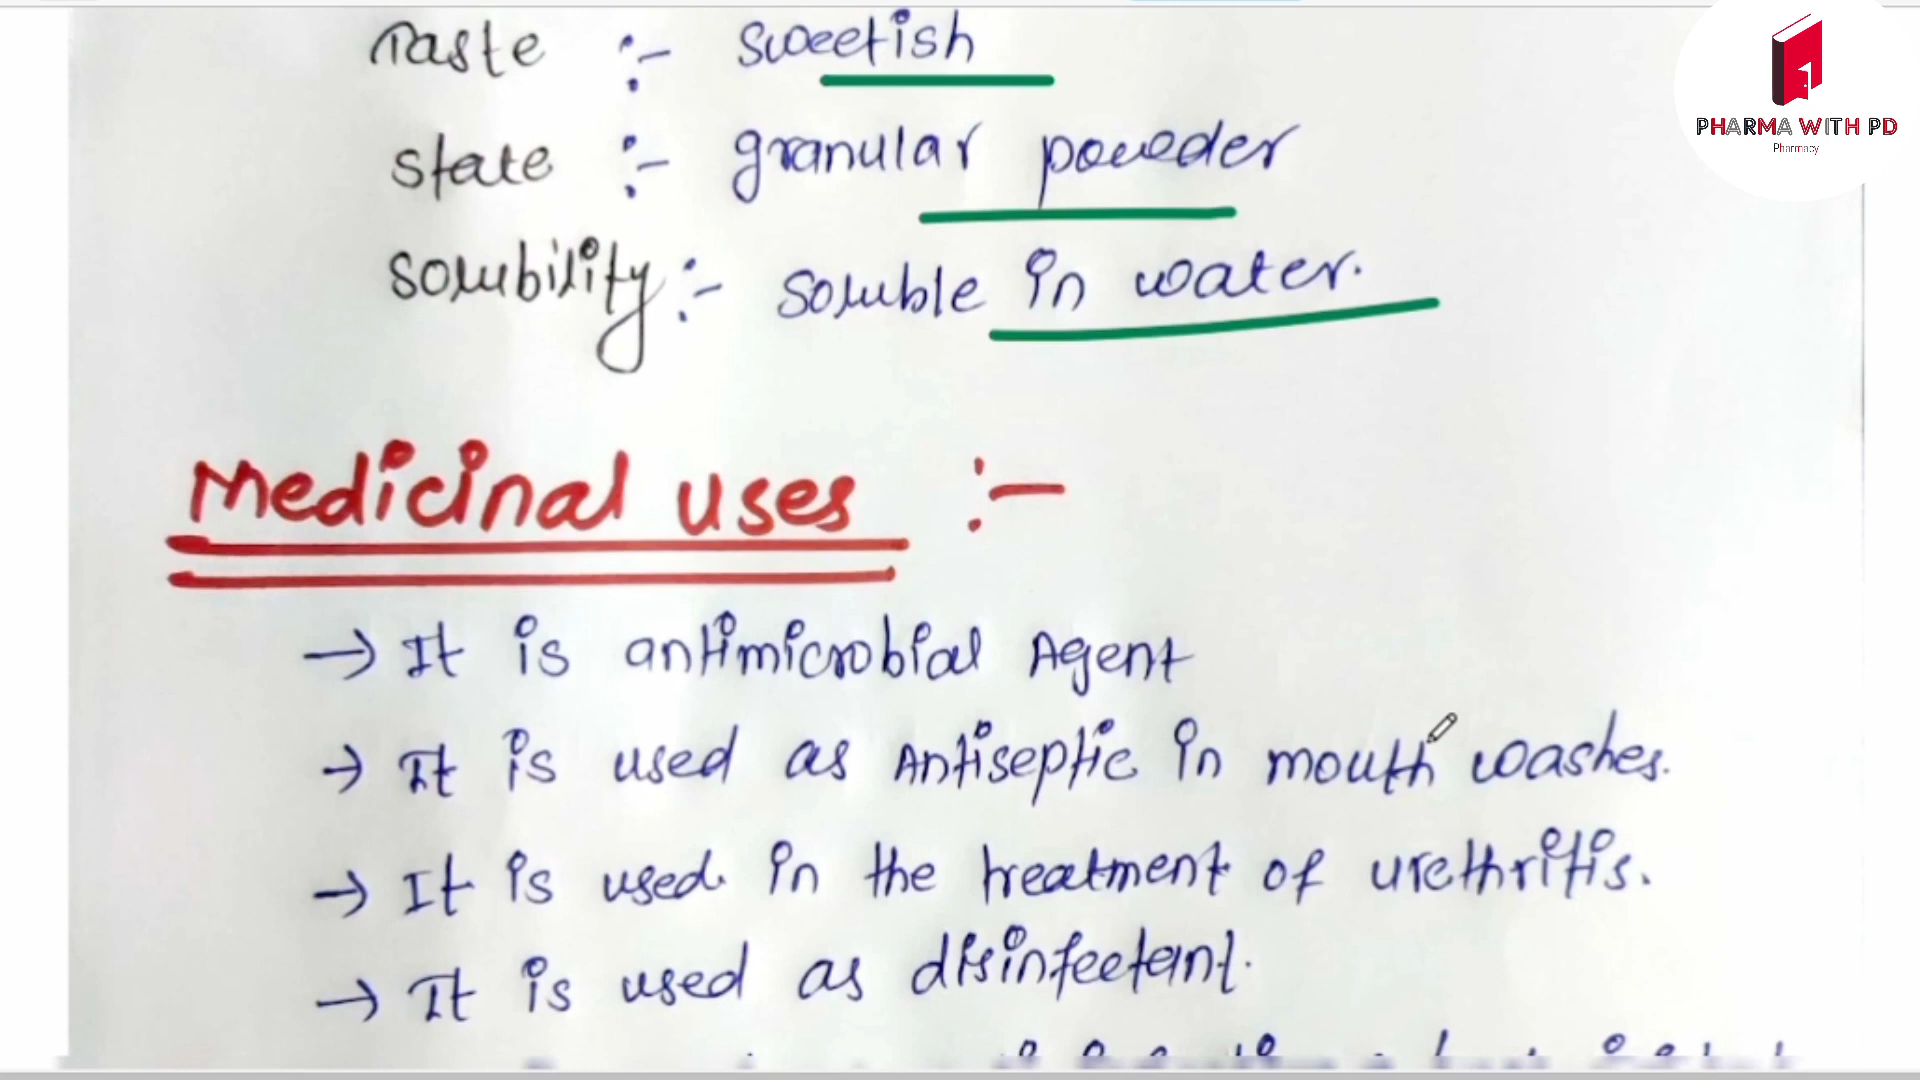 Taste :- sweetish
state :- granular powder
solubility :- soluble in water.
PHARMA WITH PD
Pharmacy
Medicinal uses :-
→ It is antimicrobial Agent
→ It is used as Antiseptic in mouth washes.
→ It is used in the treatment of urethritis.
→ It is used as disinfectant.